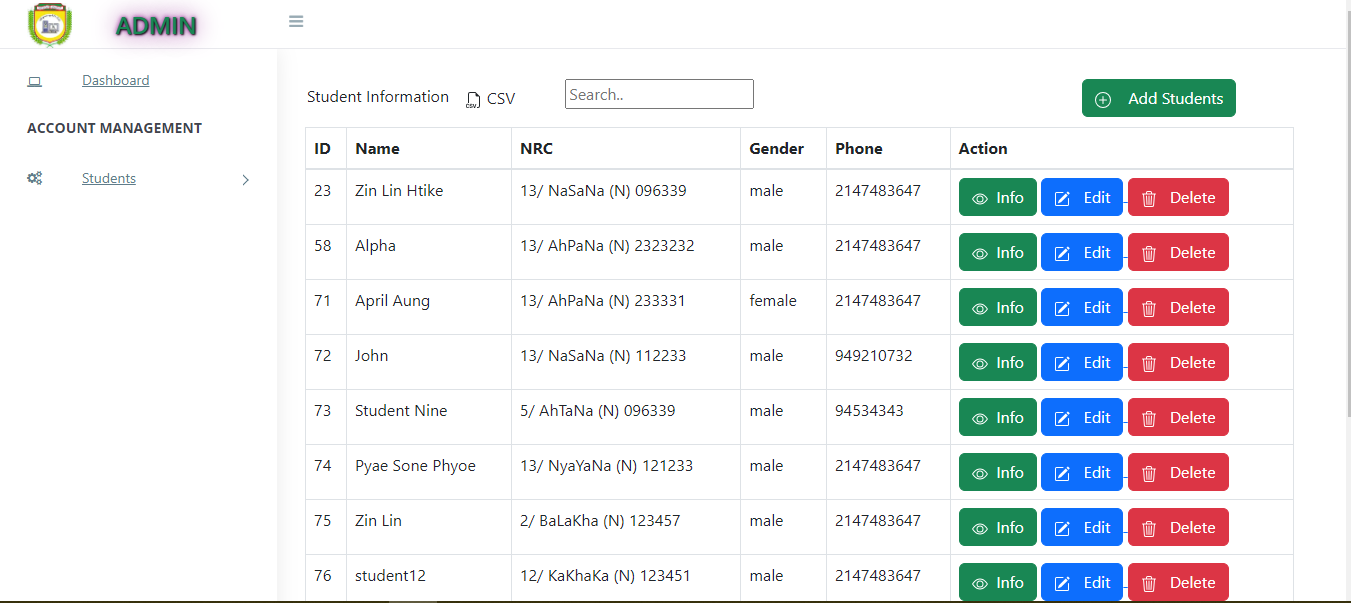 ADMIN
Dashboard
ACCOUNT MANAGEMENT
Students
Student Information CSV Search.. Add Students
ID Name NRC Gender Phone Action
23 Zin Lin Htike 13/ NaSaNa (N) 096339 male 2147483647 Info Edit Delete
58 Alpha 13/ AhPaNa (N) 2323232 male 2147483647 Info Edit Delete
71 April Aung 13/ AhPaNa (N) 233331 female 2147483647 Info Edit Delete
72 John 13/ NaSaNa (N) 112233 male 949210732 Info Edit Delete
73 Student Nine 5/ AhTaNa (N) 096339 male 94534343 Info Edit Delete
74 Pyae Sone Phyoe 13/ NyaYaNa (N) 121233 male 2147483647 Info Edit Delete
75 Zin Lin 2/ BaLaKha (N) 123457 male 2147483647 Info Edit Delete
76 student12 12/ KaKhaKa (N) 123451 male 2147483647 Info Edit Delete